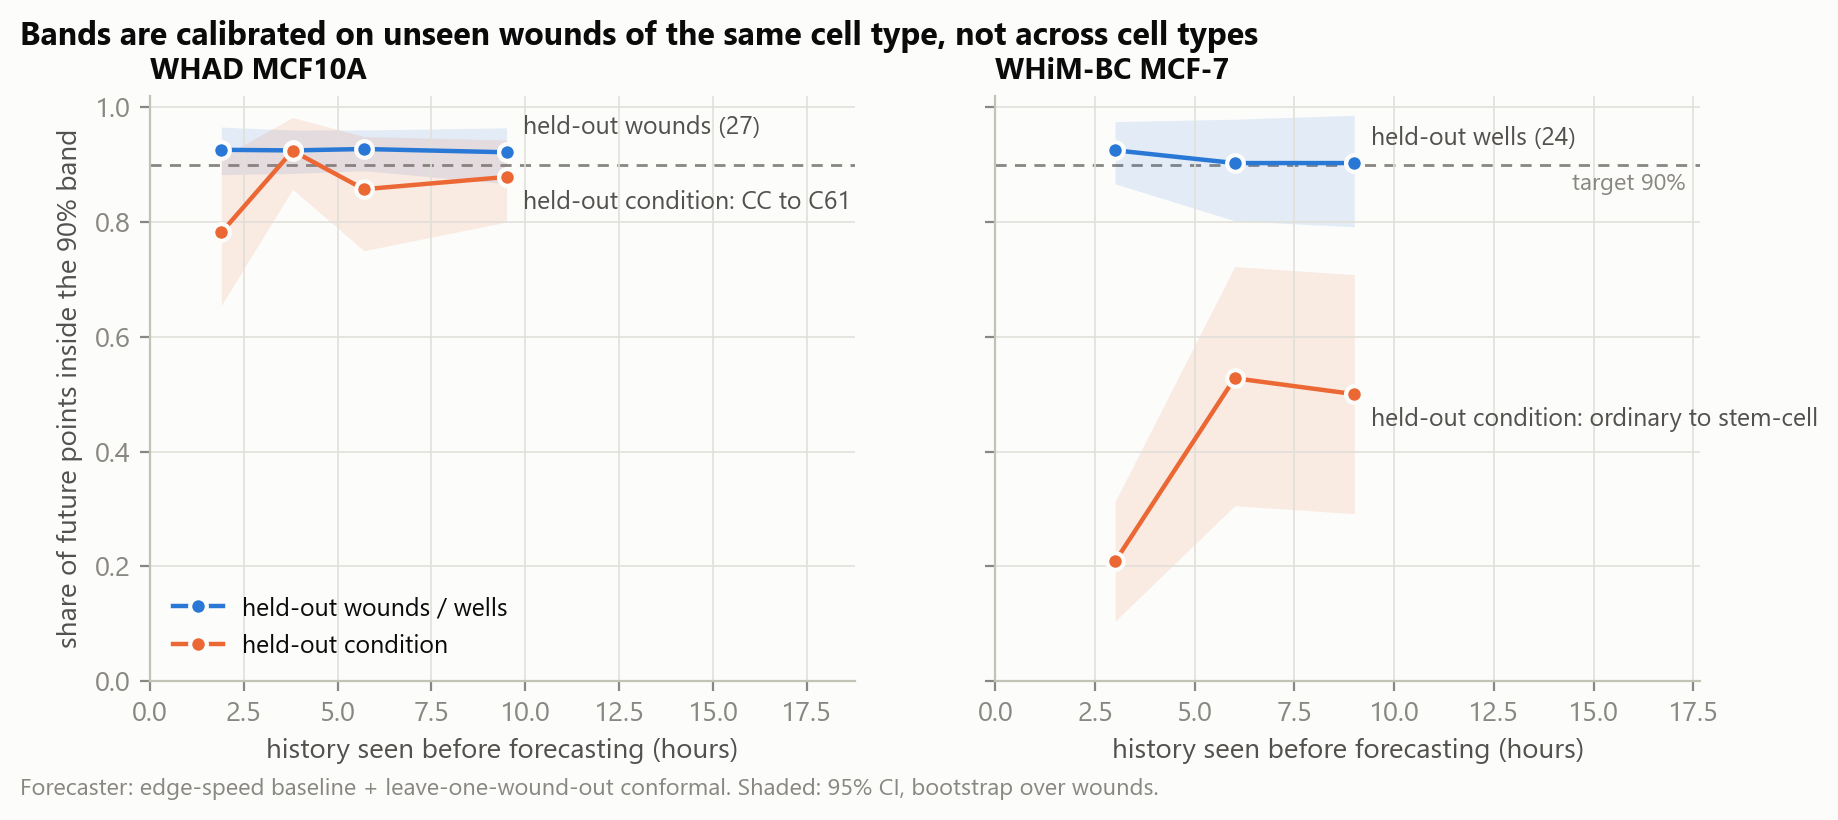 Bands are calibrated on unseen wounds of the same cell type, not across cell types
WHAD MCF10A
share of future points inside the 90% band
1.0
0.8
0.6
0.4
0.2
0.0
held-out wounds (27)
held-out condition: CC to C61
held-out wounds / wells
held-out condition
0.0 2.5 5.0 7.5 10.0 12.5 15.0 17.5
history seen before forecasting (hours)
WHiM-BC MCF-7
held-out wells (24)
target 90%
held-out condition: ordinary to stem-cell
0.0 2.5 5.0 7.5 10.0 12.5 15.0 17.5
history seen before forecasting (hours)
Forecaster: edge-speed baseline + leave-one-wound-out conformal. Shaded: 95% CI, bootstrap over wounds.